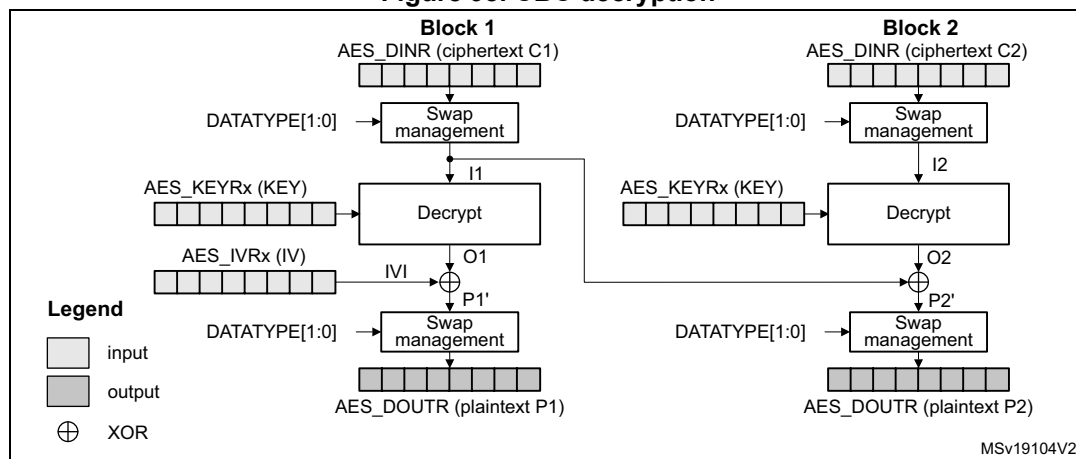 Block 1
AES_DINR (ciphertext C1)
DATATYPE[1:0]
Swap management
I1
AES_KEYRx (KEY)
Decrypt
O1
AES_IVRx (IV)
IVI
P1'
DATATYPE[1:0]
Swap management
AES_DOUTR (plaintext P1)
Block 2
AES_DINR (ciphertext C2)
DATATYPE[1:0]
Swap management
I2
AES_KEYRx (KEY)
Decrypt
O2
P2'
DATATYPE[1:0]
Swap management
AES_DOUTR (plaintext P2)
Legend
input
output
XOR
MSv19104V2